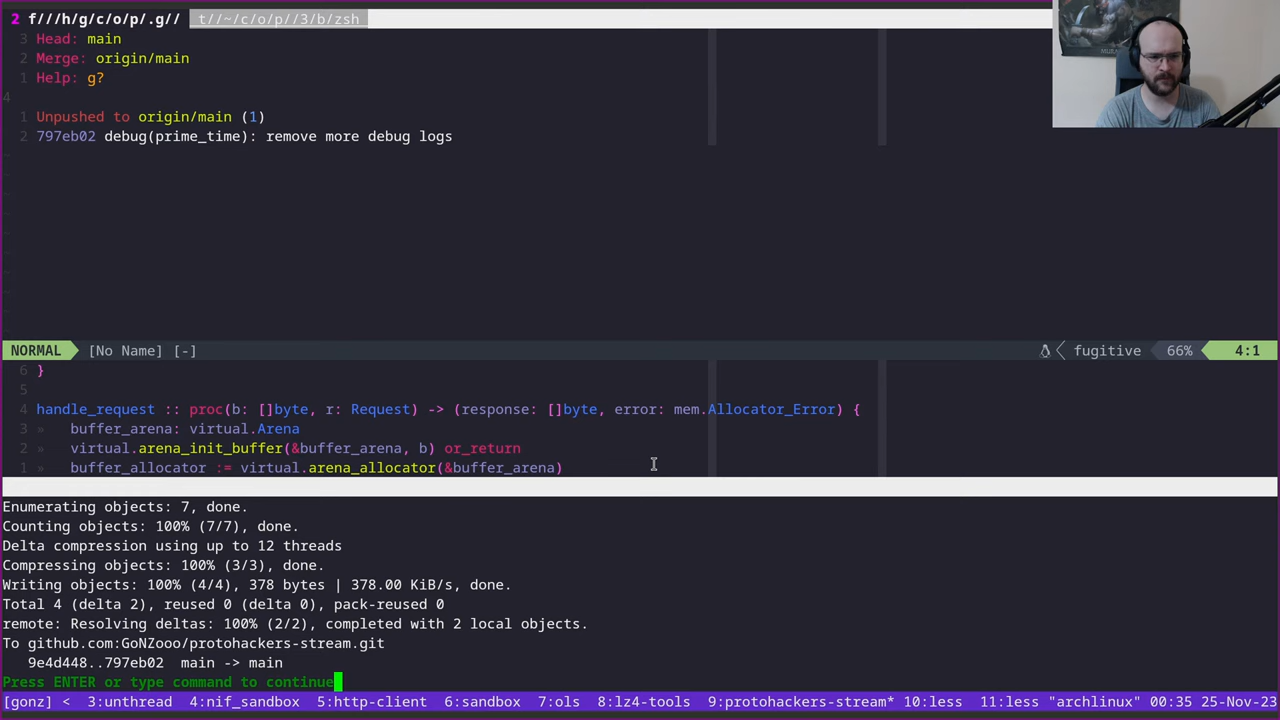 2 f///h/g/c/o/p/.g// t//~/c/o/p//3/b/zsh
3 Head: main
2 Merge: origin/main
1 Help: g?
4
1 Unpushed to origin/main (1)
2 797eb02 debug(prime_time): remove more debug logs
~
~
~
~
~
~
~
~
~
~
NORMAL [No Name] [-] fugitive 66% 4:1
6 }
5
4 handle_request :: proc(b: []byte, r: Request) -> (response: []byte, error: mem.Allocator_Error) {
3 » buffer_arena: virtual.Arena
2 » virtual.arena_init_buffer(&buffer_arena, b) or_return
1 » buffer_allocator := virtual.arena_allocator(&buffer_arena)
Enumerating objects: 7, done.
Counting objects: 100% (7/7), done.
Delta compression using up to 12 threads
Compressing objects: 100% (3/3), done.
Writing objects: 100% (4/4), 378 bytes | 378.00 KiB/s, done.
Total 4 (delta 2), reused 0 (delta 0), pack-reused 0
remote: Resolving deltas: 100% (2/2), completed with 2 local objects.
To github.com:GoNZooo/protohackers-stream.git
   9e4d448..797eb02  main -> main
Press ENTER or type command to continue
[gonz] < 3:unthread 4:nif_sandbox 5:http-client 6:sandbox 7:ols 8:lz4-tools 9:protohackers-stream* 10:less 11:less "archlinux" 00:35 25-Nov-23